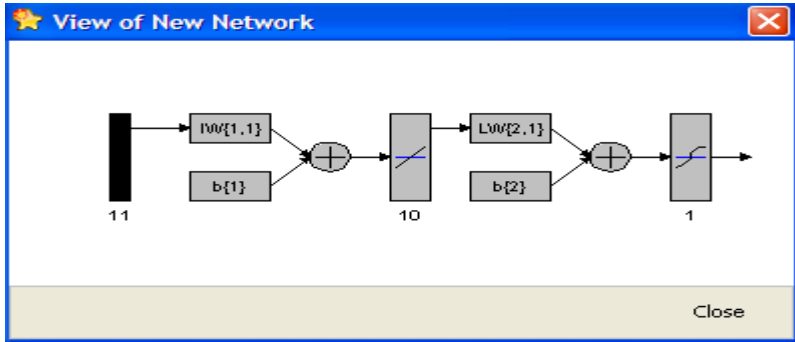 View of New Network
IW{1,1}
LW{2,1}
b{1}
b{2}
11
10
1
Close